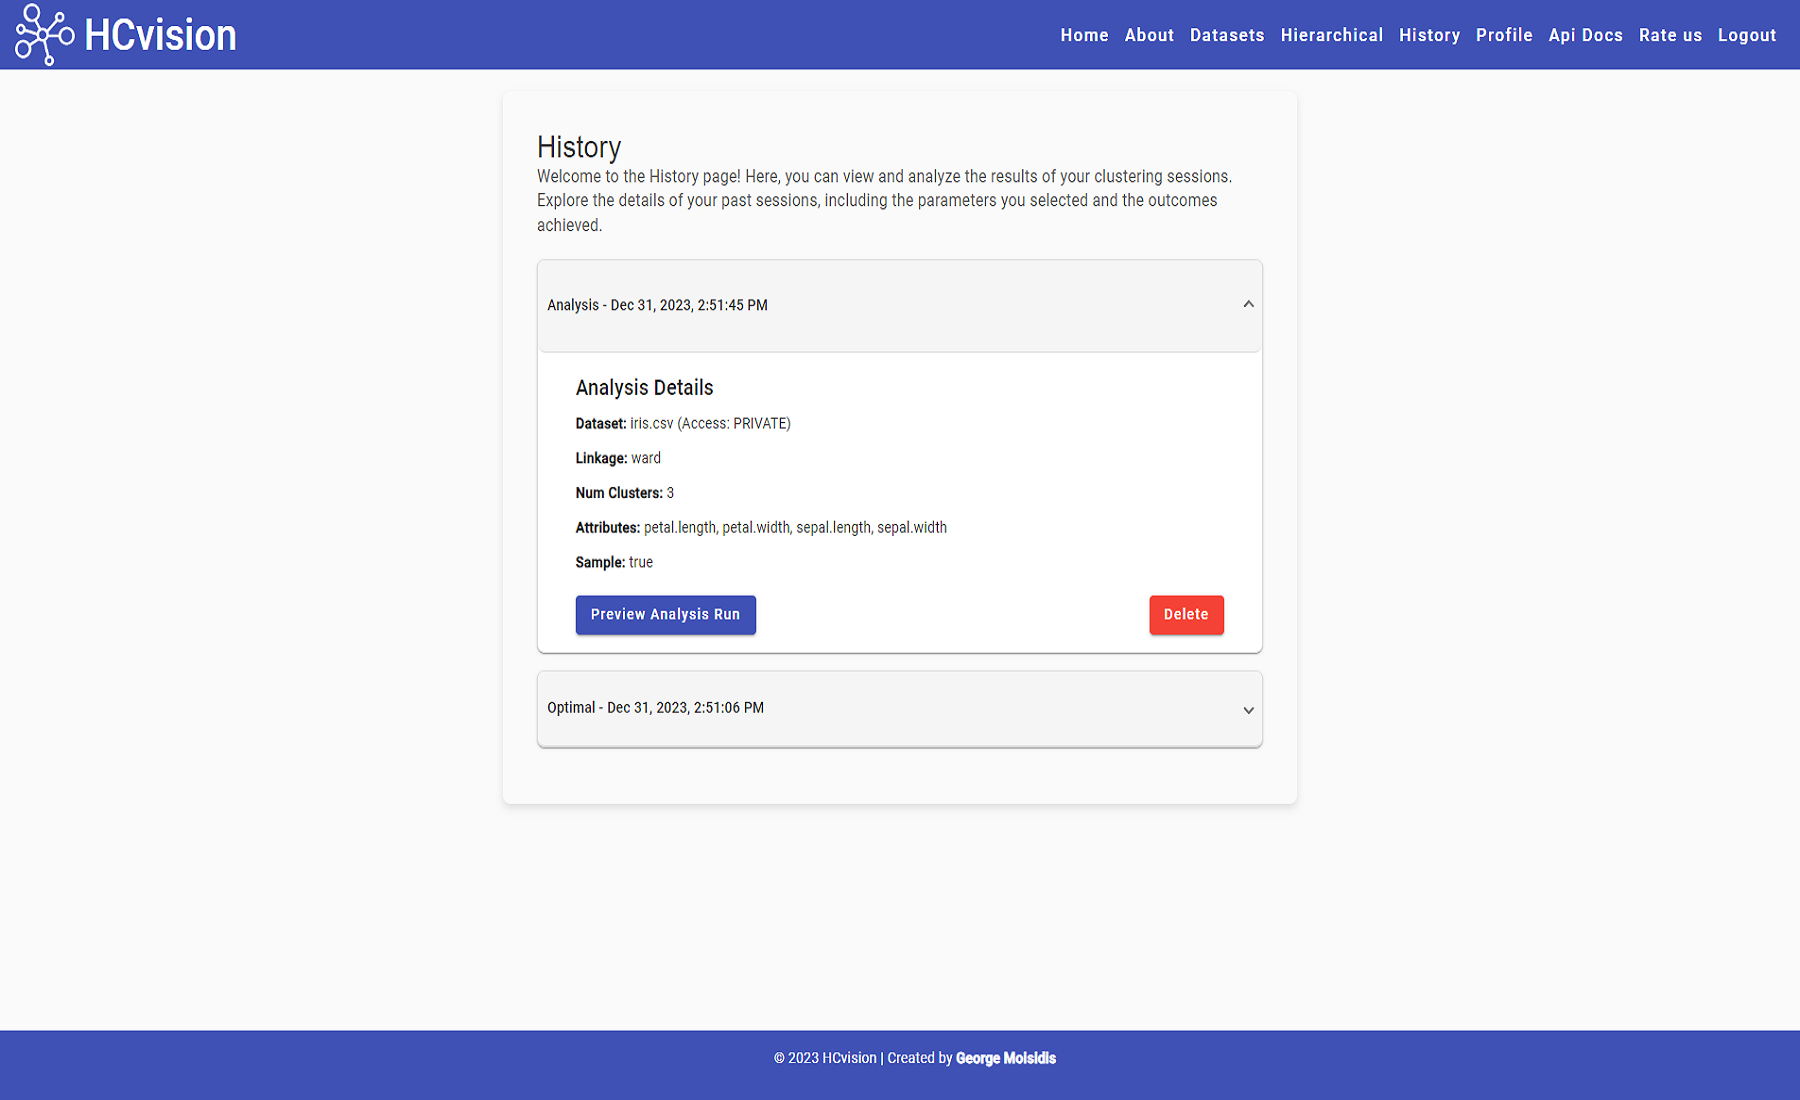 HCvision
Home About Datasets Hierarchical History Profile Api Docs Rate us Logout
History
Welcome to the History page! Here, you can view and analyze the results of your clustering sessions.
Explore the details of your past sessions, including the parameters you selected and the outcomes
achieved.
Analysis - Dec 31, 2023, 2:51:45 PM
Analysis Details
Dataset: iris.csv (Access: PRIVATE)
Linkage: ward
Num Clusters: 3
Attributes: petal.length, petal.width, sepal.length, sepal.width
Sample: true
Preview Analysis Run
Delete
Optimal - Dec 31, 2023, 2:51:06 PM
© 2023 HCvision | Created by George Moisidis